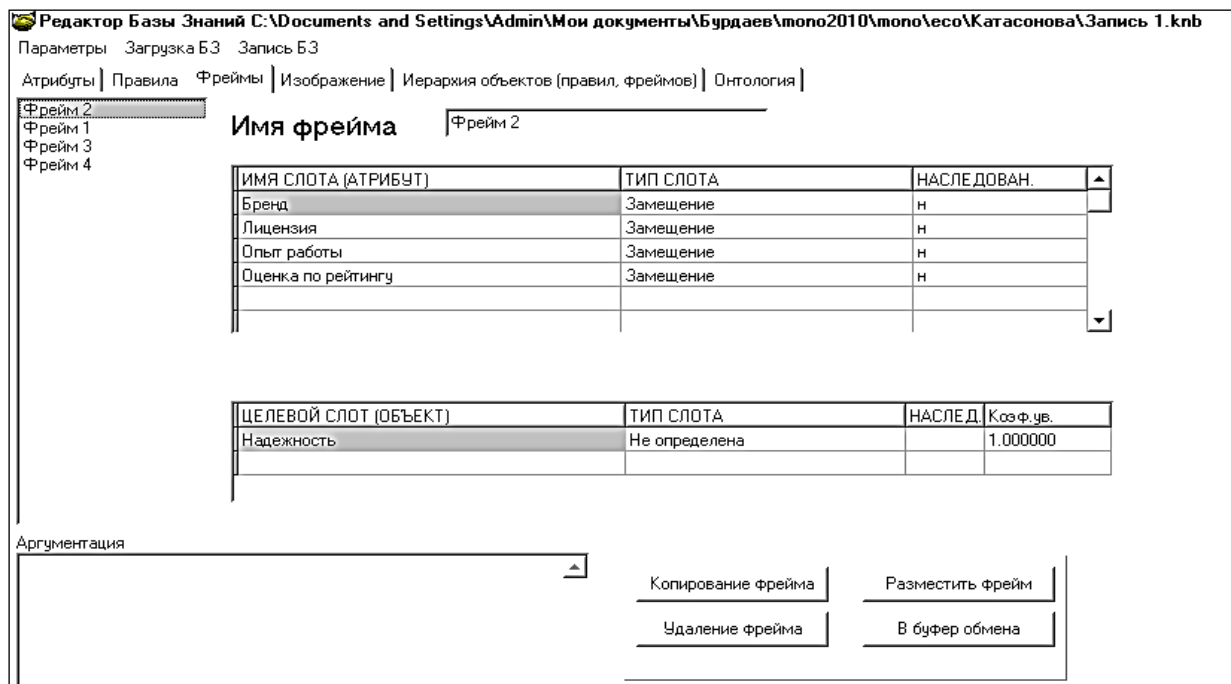 Редактор Базы Знаний C:\Documents and Settings\Admin\Мои документы\Бурдаев\mono2010\mono\eco\Катасонова\Запись 1.knb
Параметры Загрузка БЗ Запись БЗ
Атрибуты Правила Фреймы Изображение Иерархия объектов (правил, фреймов) Онтология
Фрейм 2
Фрейм 1
Фрейм 3
Фрейм 4
Имя фрейма Фрейм 2
ИМЯ СЛОТА (АТРИБУТ) ТИП СЛОТА НАСЛЕДОВАН.
Бренд Замещение н
Лицензия Замещение н
Опыт работы Замещение н
Оценка по рейтингу Замещение н
ЦЕЛЕВОЙ СЛОТ (ОБЪЕКТ) ТИП СЛОТА НАСЛЕД. Коэф.ув.
Надежность Не определена 1.000000
Аргументация
Копирование фрейма Разместить фрейм
Удаление фрейма В буфер обмена